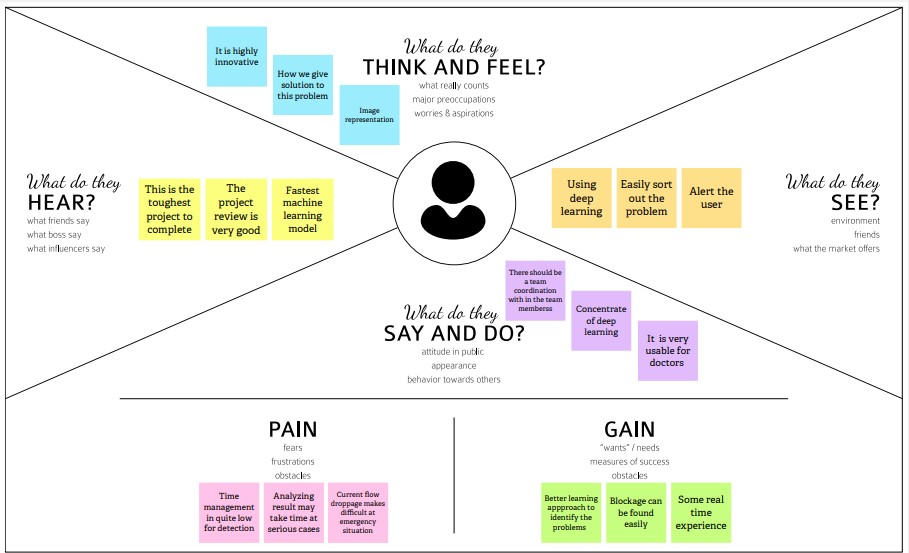 What do they
THINK AND FEEL?
what really counts
major preoccupations
worries & aspirations
It is highly
innovative
How we give
solution to
this problem
Image
representation
What do they
HEAR?
what friends say
what boss say
what influencers say
This is the
toughest
project to
complete
The
project
review is
very good
Fastest
machine
learning
model
Using
deep
learning
Easily sort
out the
problem
Alert the
user
What do they
SEE?
environment
friends
what the market offers
What do they
SAY AND DO?
attitude in public
appearance
behavior towards others
There should be
a team
coordination
with in the team
memberss
Concentrate
of deep
learning
It is very
usable for
doctors
PAIN
fears
frustrations
obstacles
Time
management
in quite low
for detection
Analyzing
result may
take time at
serious cases
Current flow
droppage makes
difficult at
emergency
situation
GAIN
"wants" / needs
measures of success
obstacles
Better learning
apporoach to
identify the
problems
Blockage can
be found
easily
Some real
time
experience